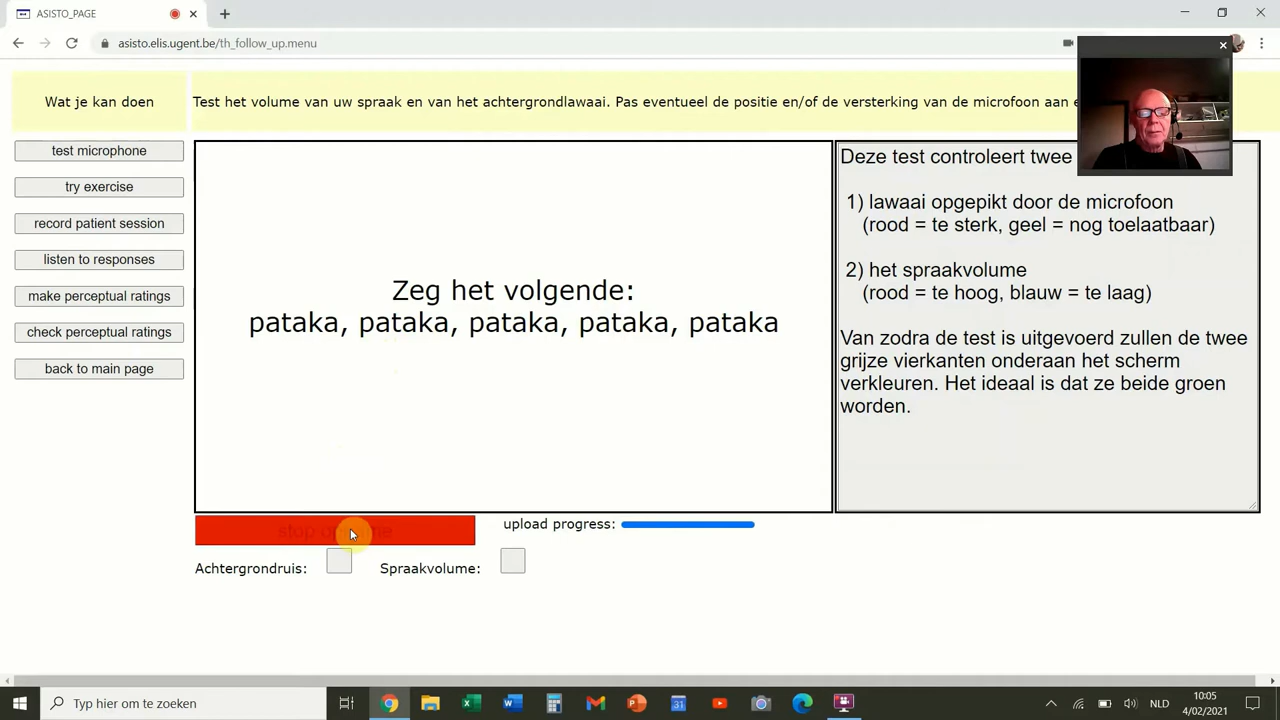 ASISTO_PAGE
asisto.elis.ugent.be/th_follow_up.menu
Wat je kan doen
Test het volume van uw spraak en van het achtergrondlawaai. Pas eventueel de positie en/of de versterking van de microfoon aan
test microphone
try exercise
record patient session
listen to responses
make perceptual ratings
check perceptual ratings
back to main page
Zeg het volgende:
pataka, pataka, pataka, pataka, pataka
Deze test controleert twee
1) lawaai opgepikt door de microfoon
(rood = te sterk, geel = nog toelaatbaar)
2) het spraakvolume
(rood = te hoog, blauw = te laag)
Van zodra de test is uitgevoerd zullen de twee
grijze vierkanten onderaan het scherm
verkleuren. Het ideaal is dat ze beide groen
worden.
stop
upload progress:
Achtergrondruis:
Spraakvolume:
Typ hier om te zoeken
31
NLD
10:05
4/02/2021